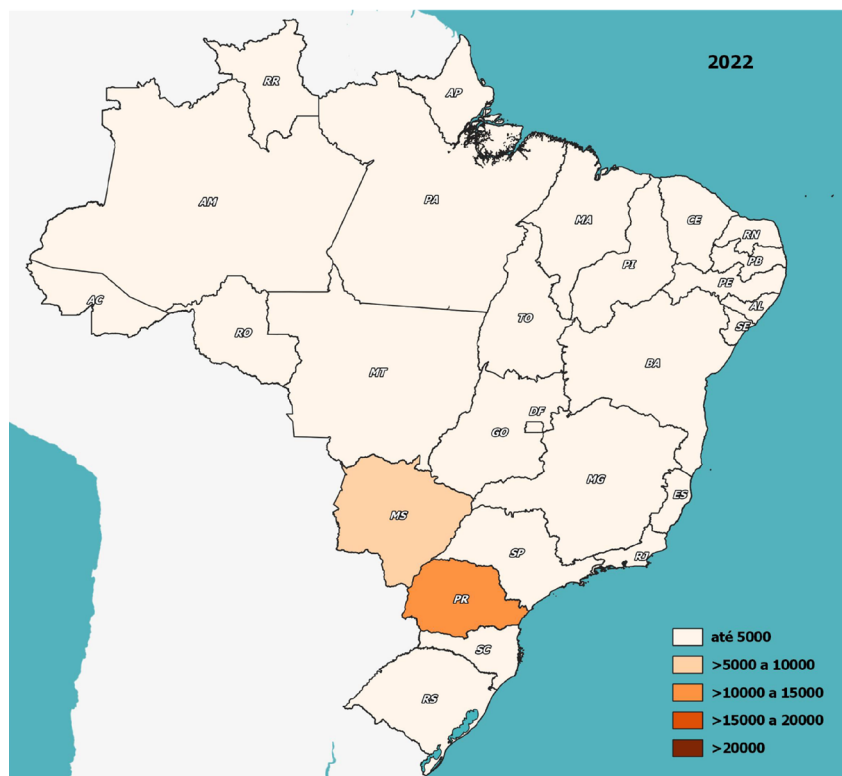 2022
RR
AP
AM
PA
MA
CE
RN
PB
PI
PE
AC
AL
RO
TO
SE
MT
BA
DF
GO
MG
ES
MS
SP
RJ
PR
SC
RS
até 5000
>5000 a 10000
>10000 a 15000
>15000 a 20000
>20000